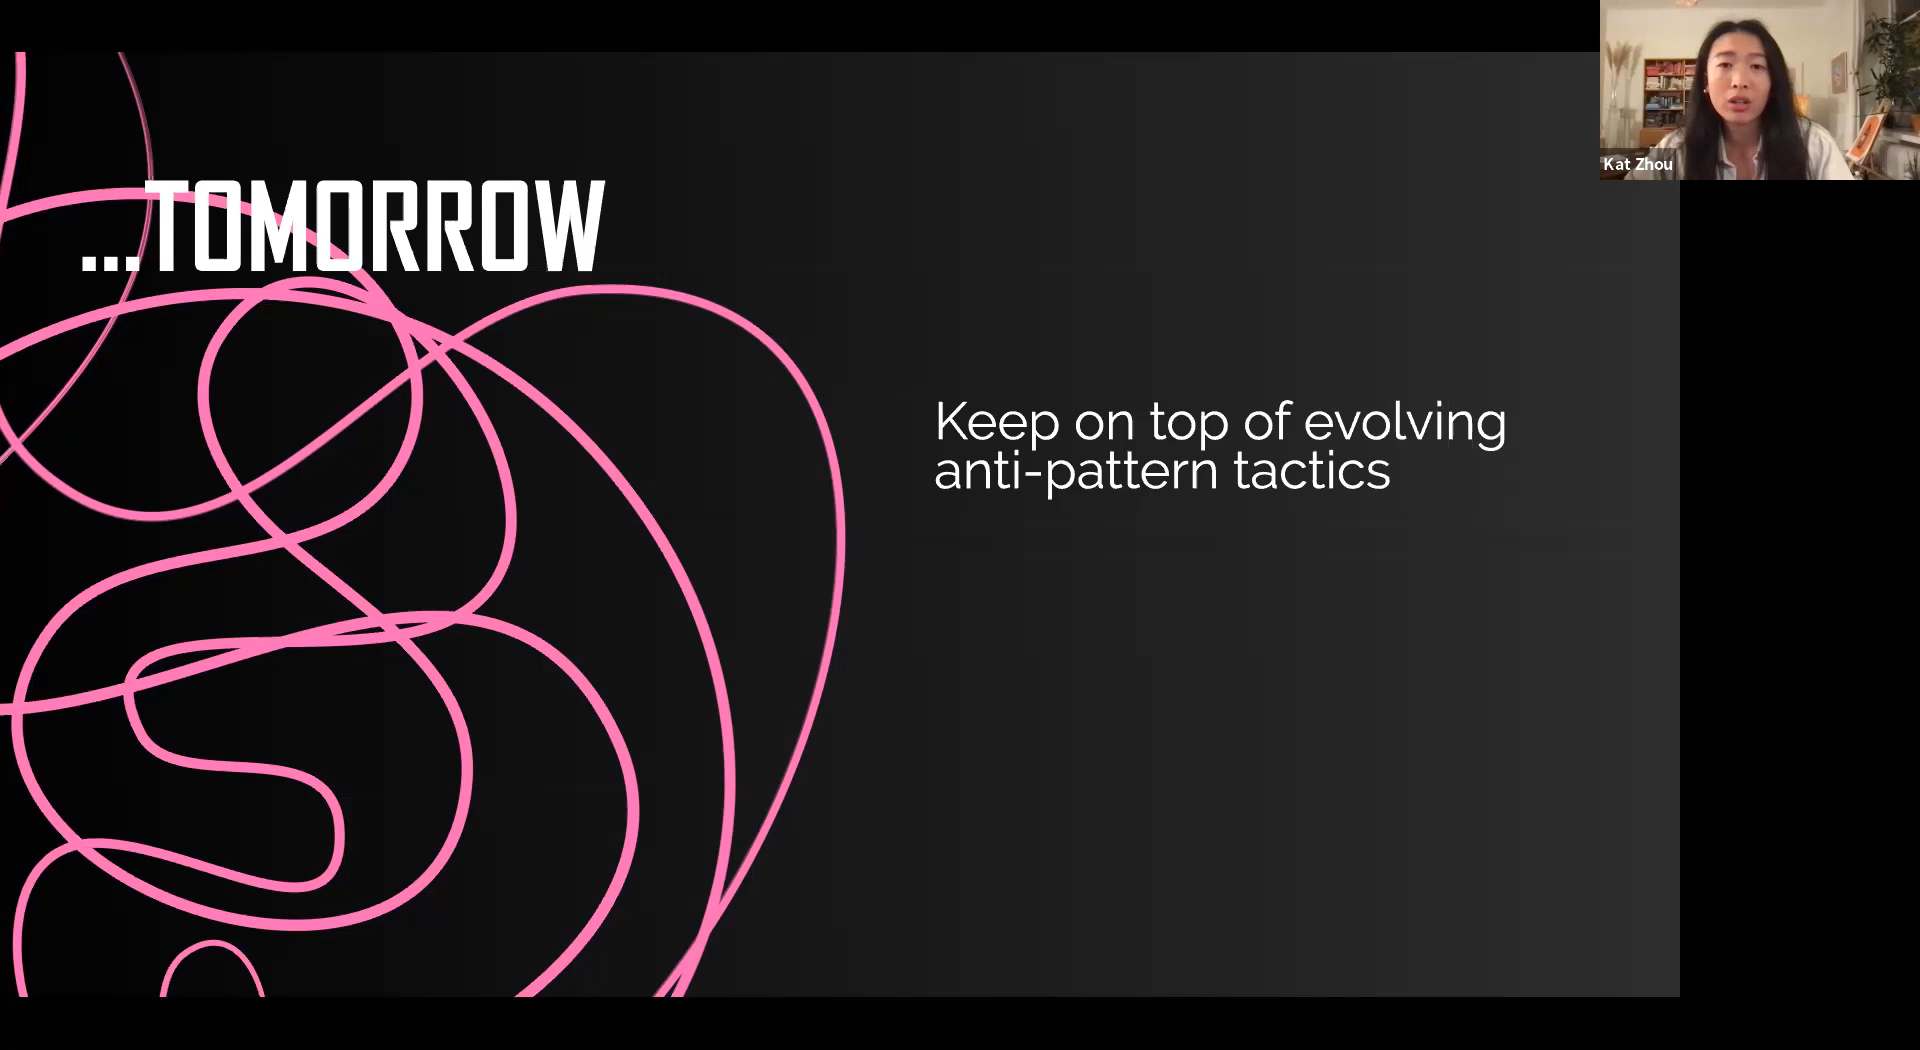 Kat Zhou
...TOMORROW
Keep on top of evolving
anti-pattern tactics